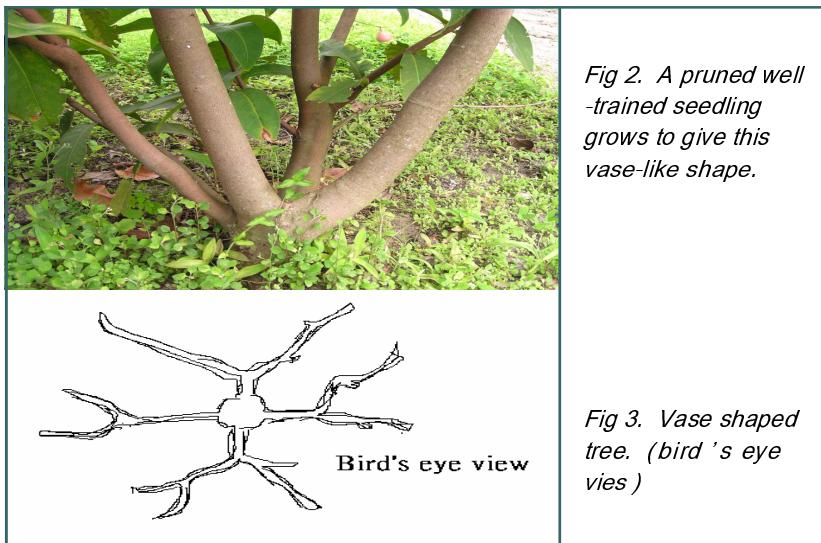 Fig 2. A pruned well
-trained seedling
grows to give this
vase-like shape.
Bird's eye view
Fig 3. Vase shaped
tree. (bird ’s eye
vies)